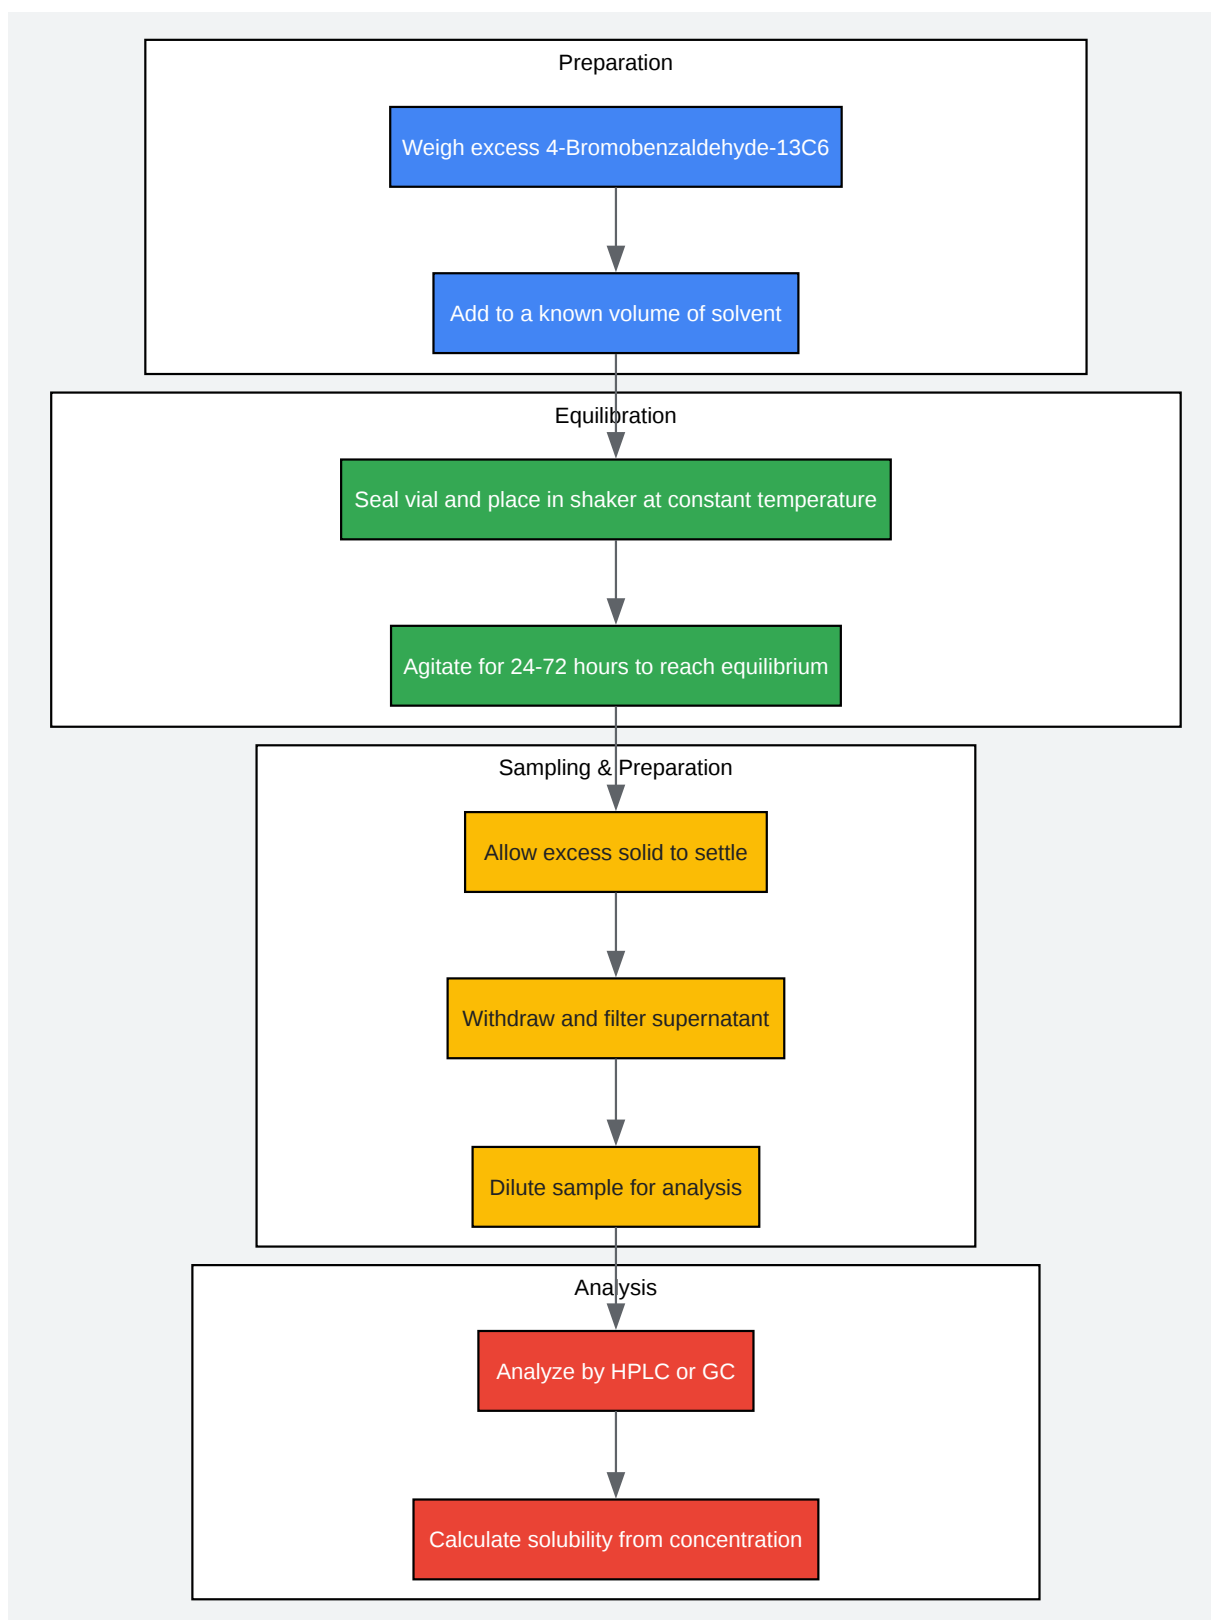 Preparation
Weigh excess 4-Bromobenzaldehyde-13C6
Add to a known volume of solvent
Equilibration
Seal vial and place in shaker at constant temperature
Agitate for 24-72 hours to reach equilibrium
Sampling & Preparation
Allow excess solid to settle
Withdraw and filter supernatant
Dilute sample for analysis
Analysis
Analyze by HPLC or GC
Calculate solubility from concentration